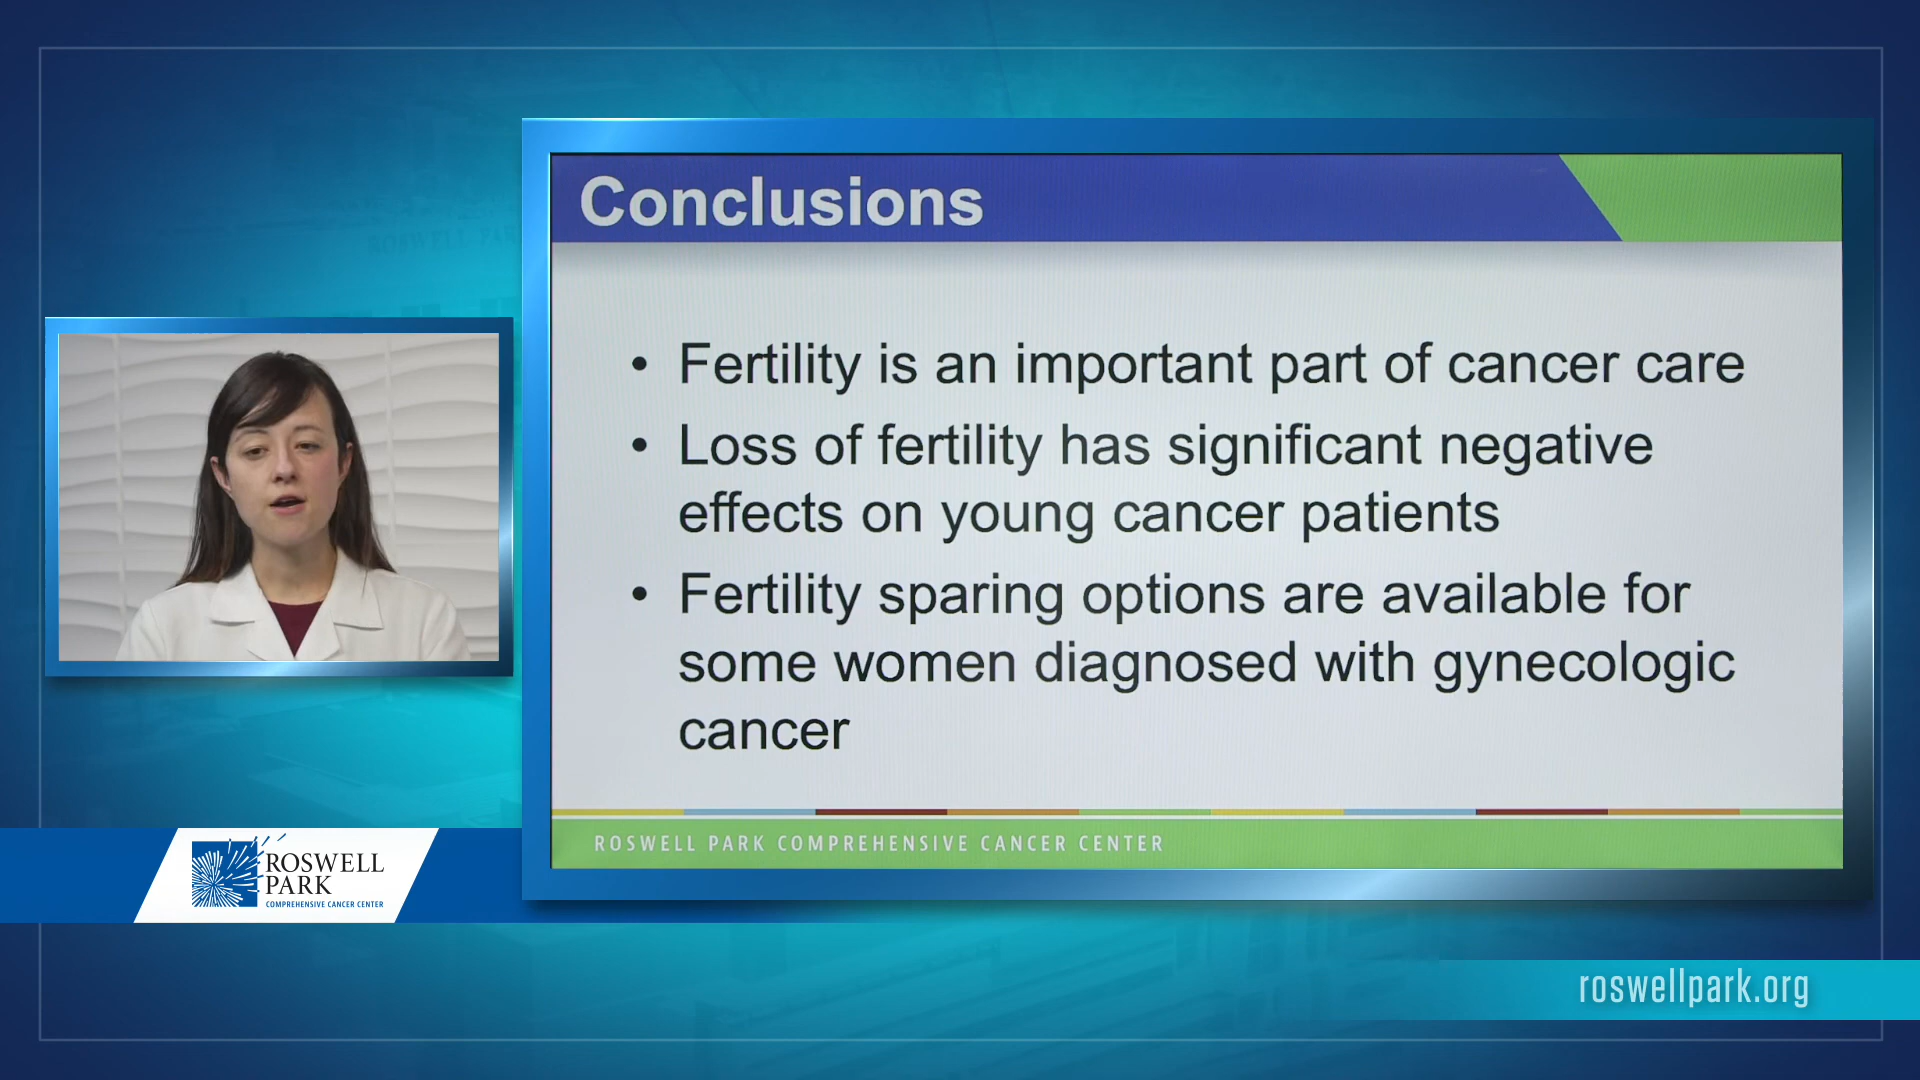 Conclusions
• Fertility is an important part of cancer care
• Loss of fertility has significant negative
effects on young cancer patients
• Fertility sparing options are available for
some women diagnosed with gynecologic
cancer
ROSWELL PARK COMPREHENSIVE CANCER CENTER
ROSWELL
PARK
COMPREHENSIVE CANCER CENTER
roswellpark.org